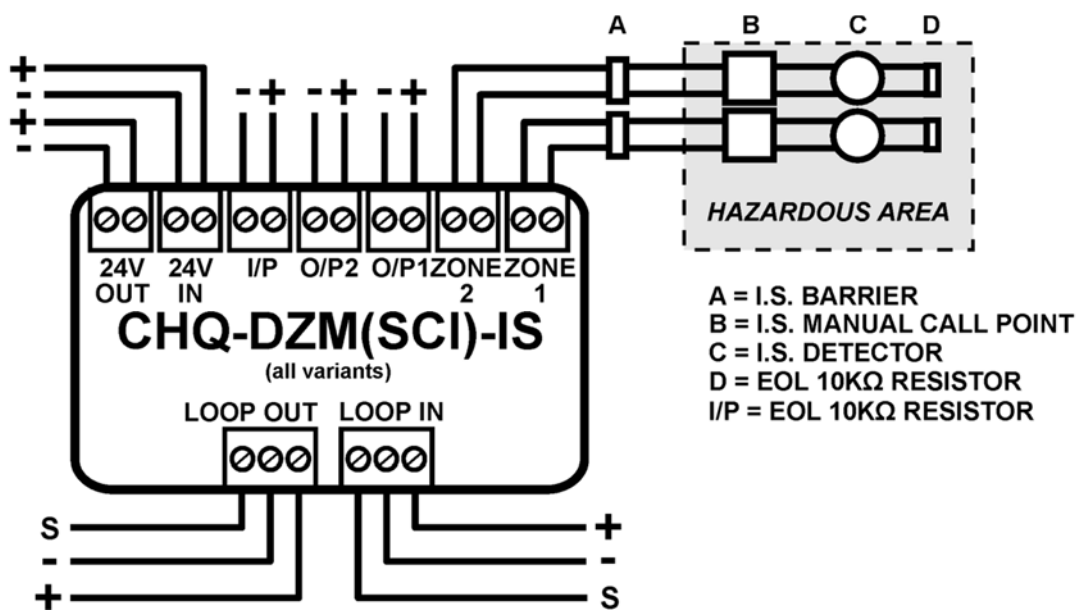 A B C D
+
-
+
-
- + - + - +
HAZARDOUS AREA
24V OUT
24V IN
I/P
O/P2
O/P1
ZONE 2
ZONE 1
CHQ-DZM(SCI)-IS
(all variants)
LOOP OUT LOOP IN
A = I.S. BARRIER
B = I.S. MANUAL CALL POINT
C = I.S. DETECTOR
D = EOL 10KΩ RESISTOR
I/P = EOL 10KΩ RESISTOR
S +
- -
+ S